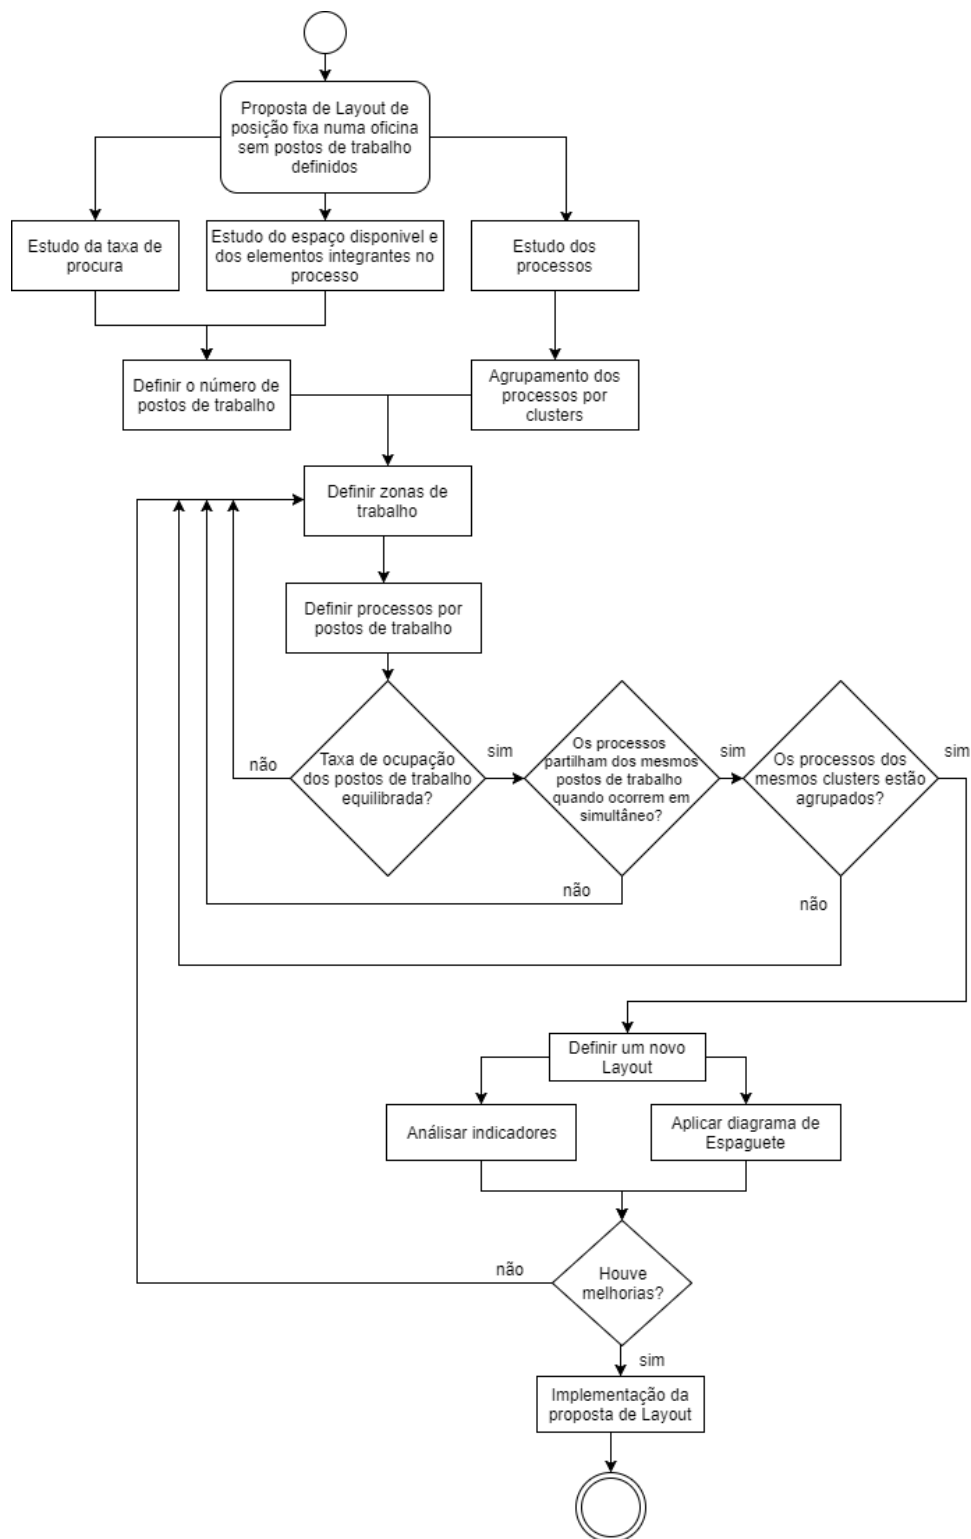 Proposta de Layout de
posição fixa numa oficina
sem postos de trabalho
definidos
Estudo da taxa de
procura
Estudo do espaço disponivel e
dos elementos integrantes no
processo
Estudo dos
processos
Definir o número de
postos de trabalho
Agrupamento dos
processos por
clusters
Definir zonas de
trabalho
Definir processos por
postos de trabalho
Taxa de ocupação
dos postos de trabalho
equilibrada?
não
sim
Os processos
partilham dos mesmos
postos de trabalho
quando ocorrem em
simultâneo?
não
sim
Os processos dos
mesmos clusters estão
agrupados?
não
sim
Definir um novo
Layout
Análisar indicadores
Aplicar diagrama de
Espaguete
Houve
melhorias?
não
sim
Implementação da
proposta de Layout